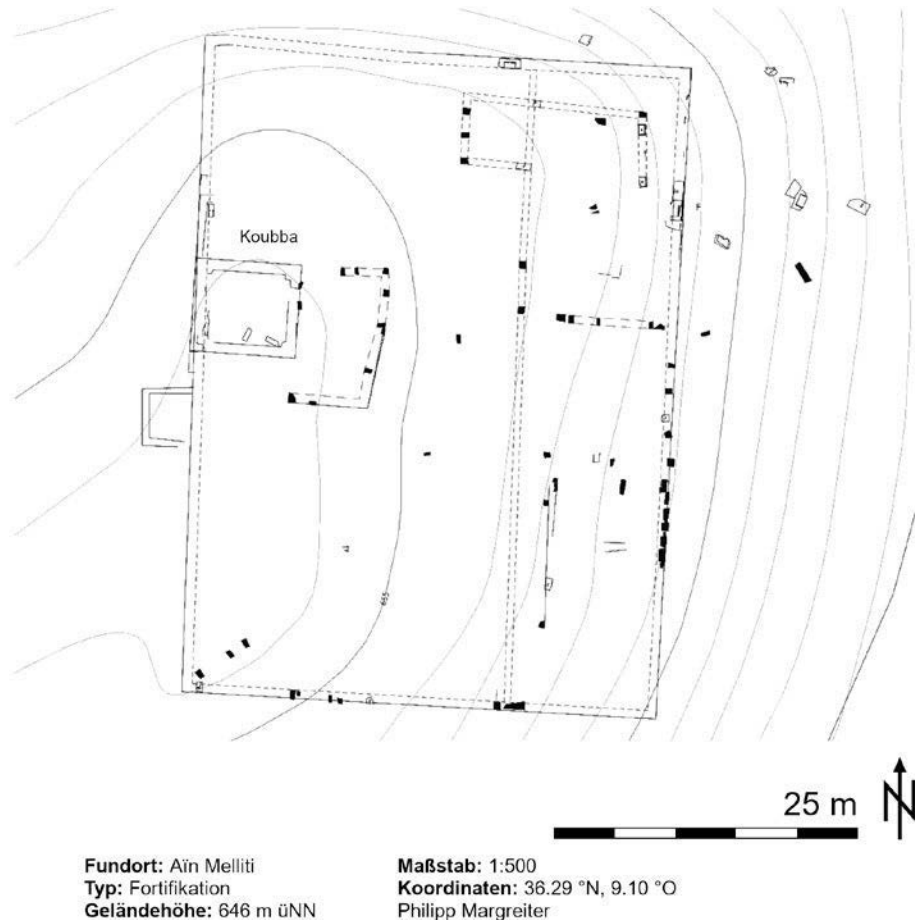 Koubba
655
25 m
N
Fundort: Aïn Melliti
Typ: Fortifikation
Geländehöhe: 646 m üNN
Maßstab: 1:500
Koordinaten: 36.29 °N, 9.10 °O
Philipp Margreiter